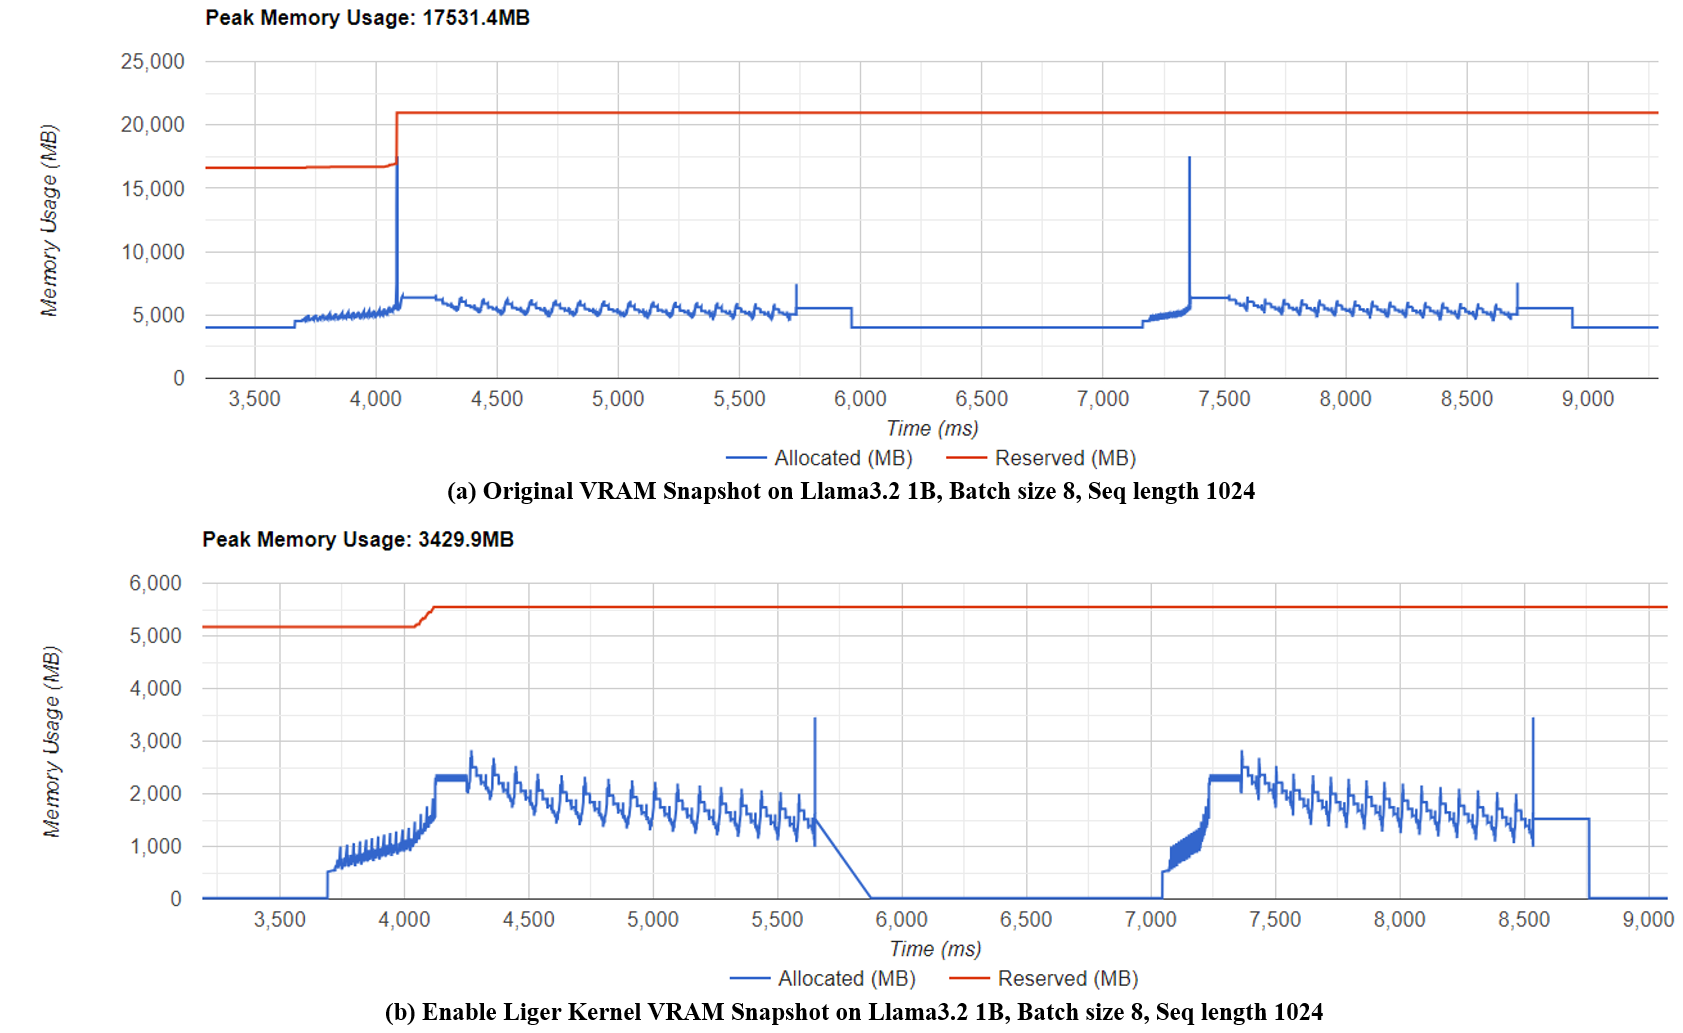 Peak Memory Usage: 17531.4MB
25,000
20,000
15,000
10,000
5,000
0
Memory Usage (MB)
3,500 4,000 4,500 5,000 5,500 6,000 6,500 7,000 7,500 8,000 8,500 9,000
Time (ms)
Allocated (MB) Reserved (MB)
(a) Original VRAM Snapshot on Llama3.2 1B, Batch size 8, Seq length 1024
Peak Memory Usage: 3429.9MB
6,000
5,000
4,000
3,000
2,000
1,000
0
Memory Usage (MB)
3,500 4,000 4,500 5,000 5,500 6,000 6,500 7,000 7,500 8,000 8,500 9,000
Time (ms)
Allocated (MB) Reserved (MB)
(b) Enable Liger Kernel VRAM Snapshot on Llama3.2 1B, Batch size 8, Seq length 1024